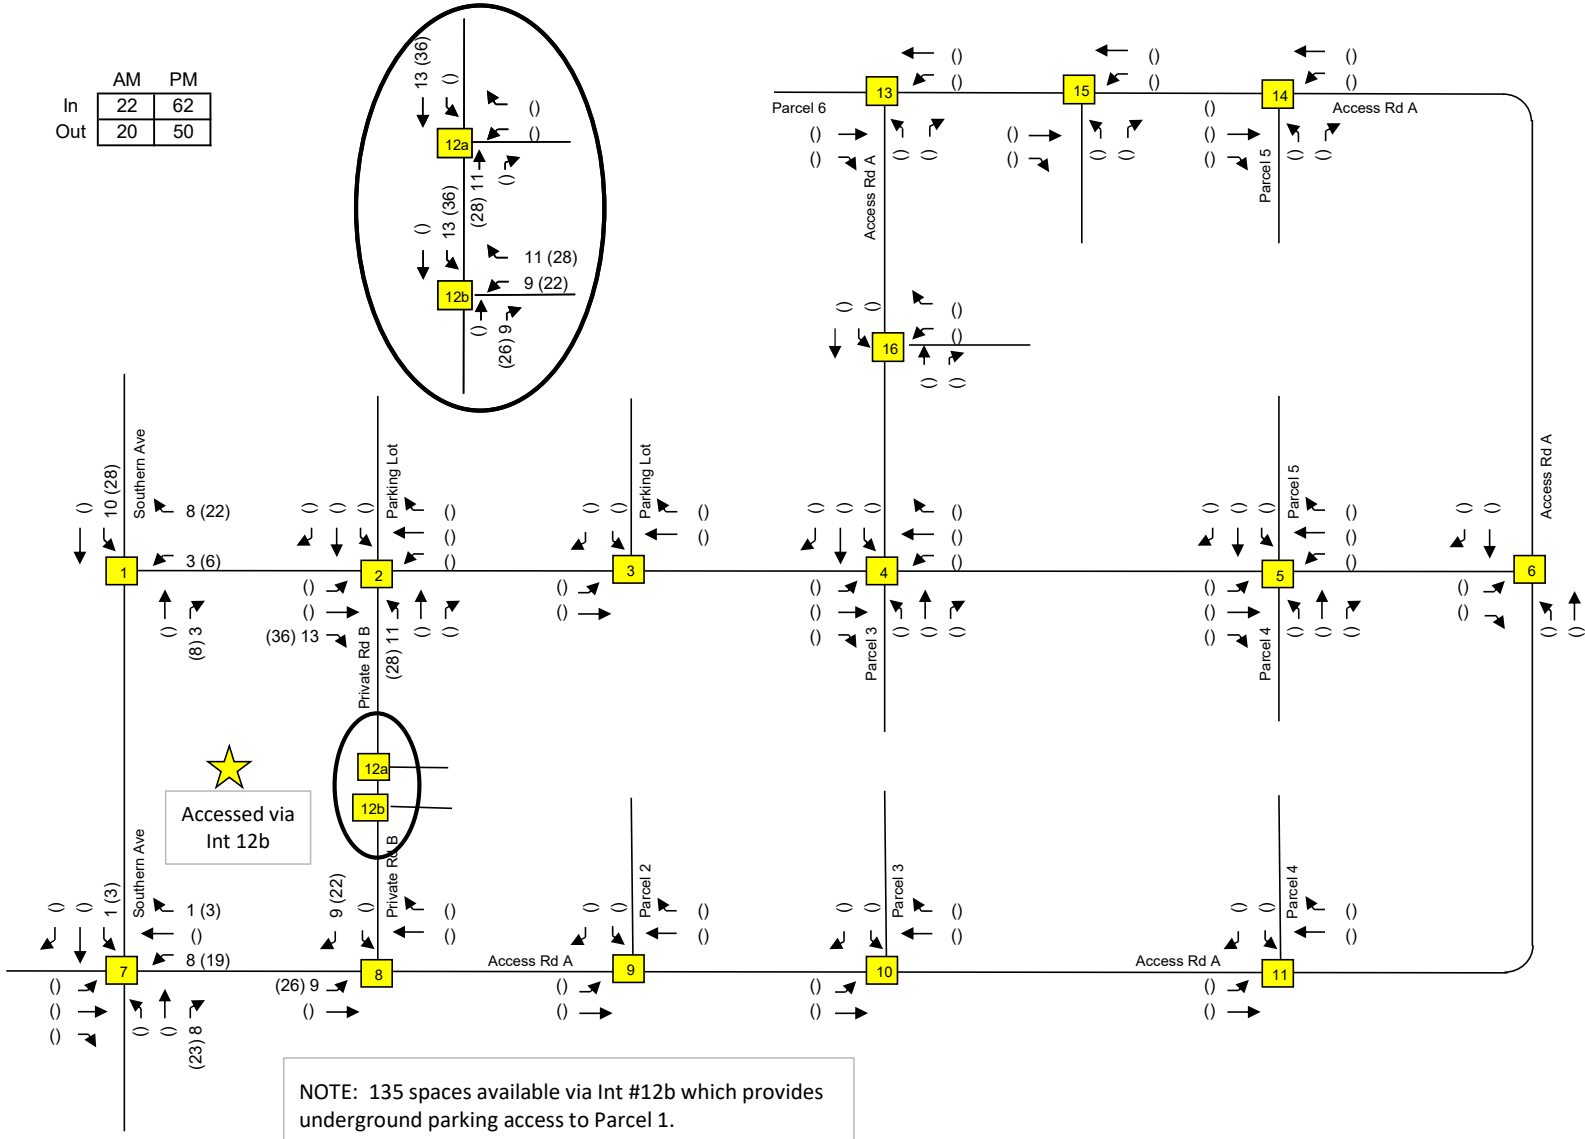 AM PM
In 22 62
Out 20 50
13 (36)
()
()
()
12a
(28) 11
()
()
13 (36)
11 (28)
9 (22)
12b
()
(26) 9
() ()
13 15 14
() () ()
Parcel 6
Access Rd A
() () ()
() () ()
() () () () () ()
Access Rd A
Parcel 5
() ()
()
()
16
() ()
Southern Ave
Parking Lot
Parking Lot
Parcel 5
Access Rd A
() 10 (28)
8 (22)
3 (6)
1
() 3 (8)
() () ()
()
()
()
2
()
()
(36) 13
(28) 11 () ()
Private Rd B
() ()
()
()
3
()
()
() () ()
()
()
()
4
()
()
()
() () ()
Parcel 3
() () ()
()
()
()
5
()
()
()
() () ()
Parcel 4
() ()
6
()
()
() ()
12a
12b
Accessed via
Int 12b
Southern Ave
Private Rd B
Parcel 2
Parcel 3
Parcel 4
() () 1 (3)
1 (3)
()
8 (19)
7
()
()
()
() () (23) 8
9 (22) ()
()
()
8
(26) 9
()
Access Rd A
() ()
()
()
9
()
()
() ()
()
()
10
()
()
Access Rd A
() ()
()
()
11
()
()
NOTE: 135 spaces available via Int #12b which provides
underground parking access to Parcel 1.